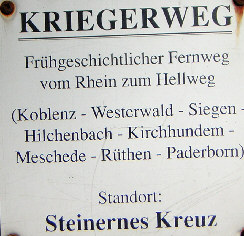 KRIEGERWEG
Frühgeschichtlicher Fernweg
vom Rhein zum Hellweg
(Koblenz - Westerwald - Siegen -
Hilchenbach - Kirchhundem -
Meschede - Rüthen - Paderborn)
Standort:
Steinernes Kreuz